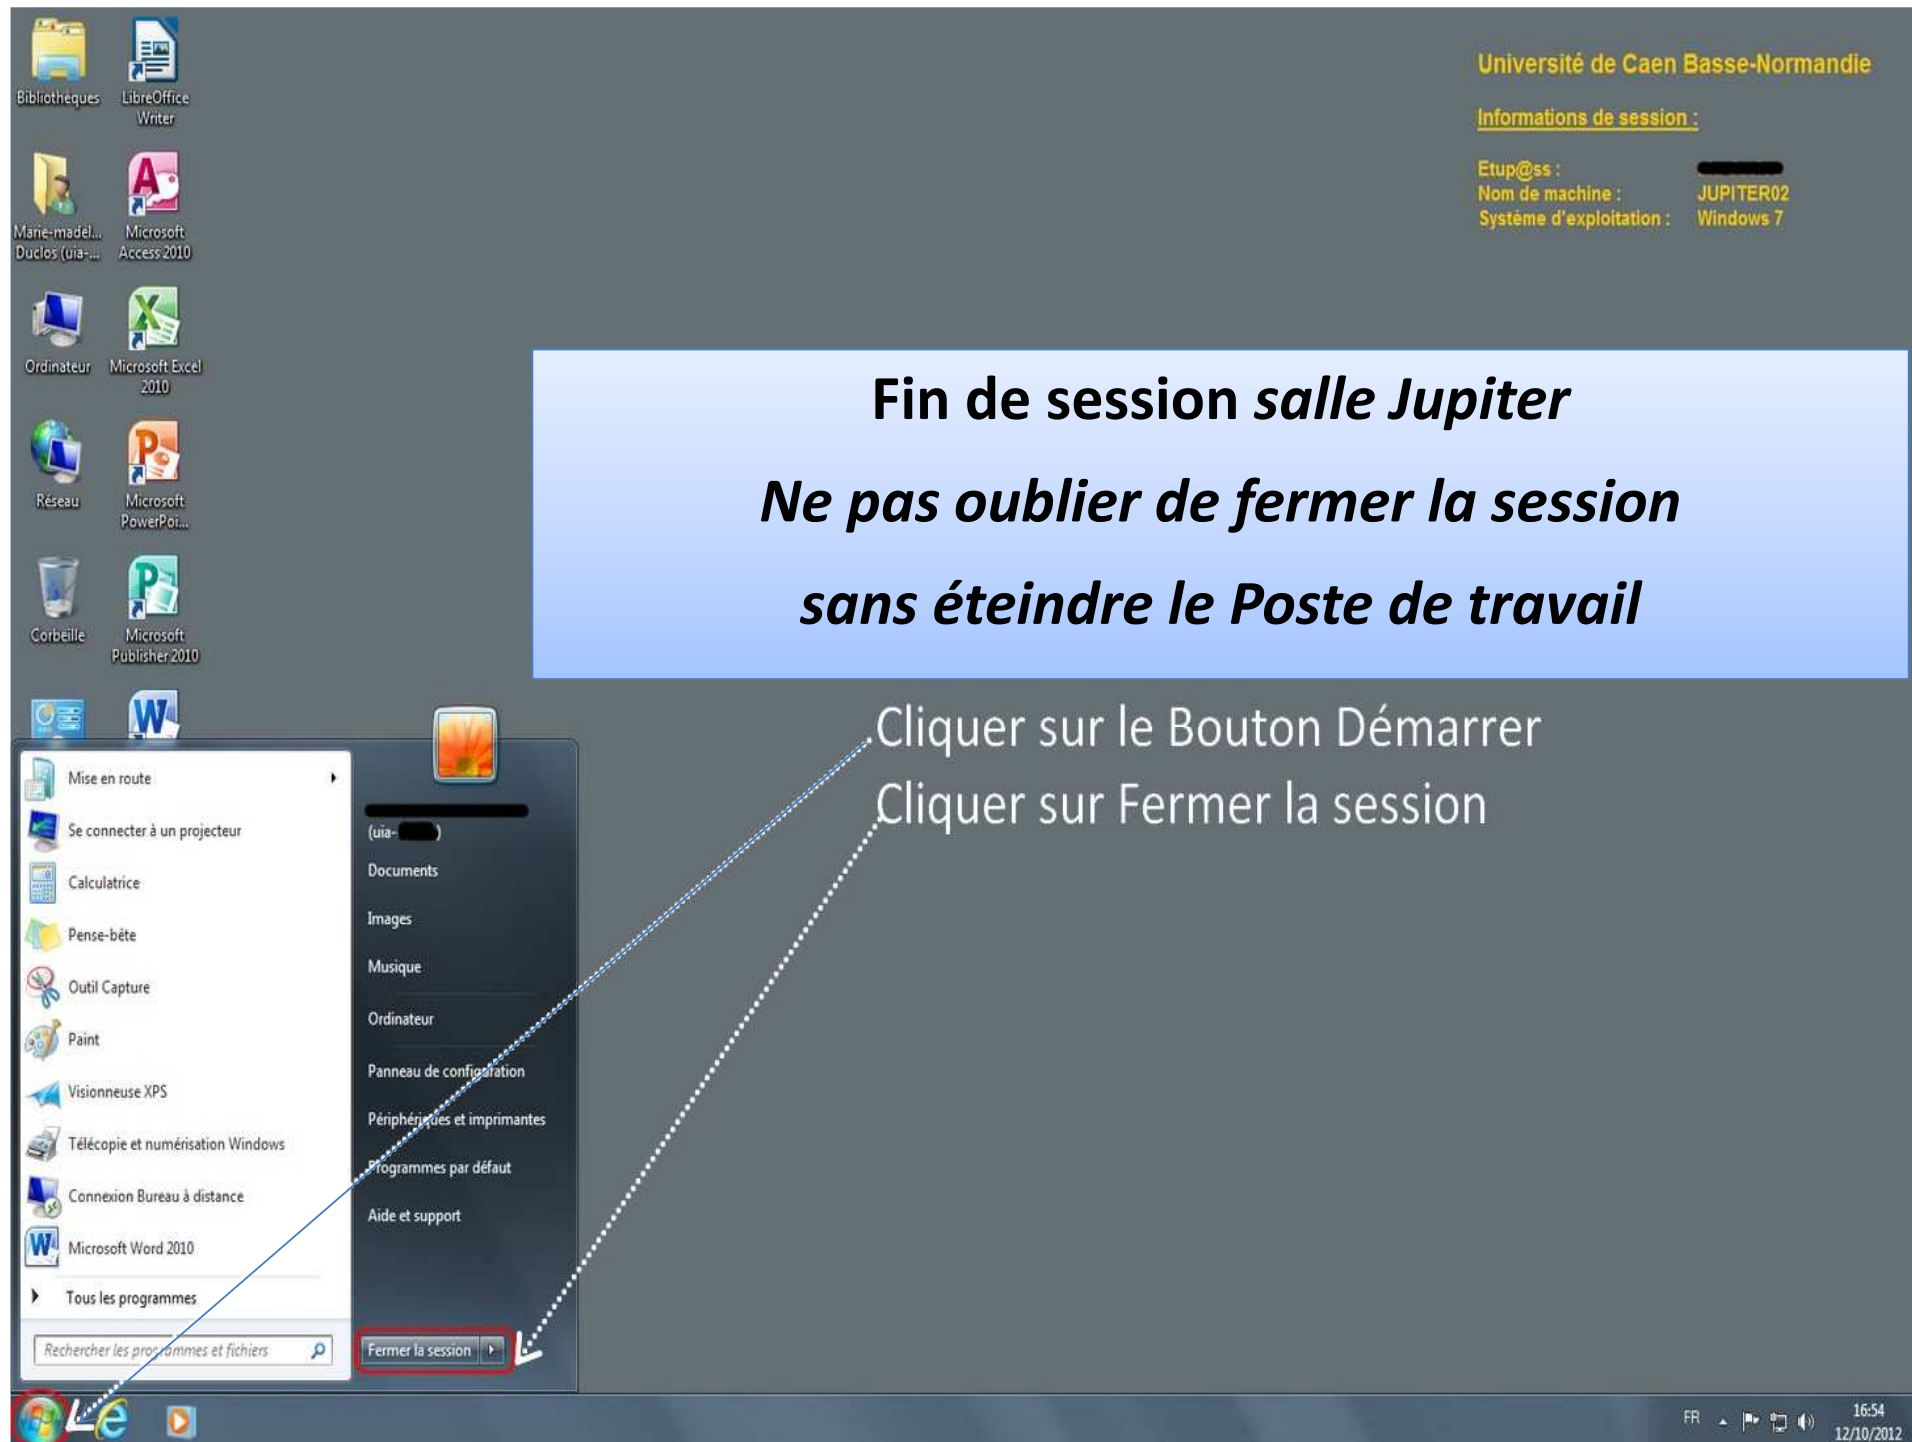 Bibliothèques
LibreOffice
Writer
Université de Caen Basse-Normandie
Informations de session :
Etup@ss :
Nom de machine : JUPITER02
Système d'exploitation : Windows 7
Marie-madel...
Duclos (uia-...
Microsoft
Access 2010
Ordinateur
Microsoft Excel
2010
Réseau
Microsoft
PowerPoi...
Corbeille
Microsoft
Publisher 2010
Fin de session salle Jupiter
Ne pas oublier de fermer la session
sans éteindre le Poste de travail
Cliquer sur le Bouton Démarrer
Cliquer sur Fermer la session
Mise en route
Se connecter à un projecteur
Calculatrice
Pense-bête
Outil Capture
Paint
Visionneuse XPS
Télécopie et numérisation Windows
Connexion Bureau à distance
Microsoft Word 2010
Tous les programmes
Rechercher les programmes et fichiers
(uia- )
Documents
Images
Musique
Ordinateur
Panneau de configuration
Périphériques et imprimantes
Programmes par défaut
Aide et support
Fermer la session
FR
16:54
12/10/2012